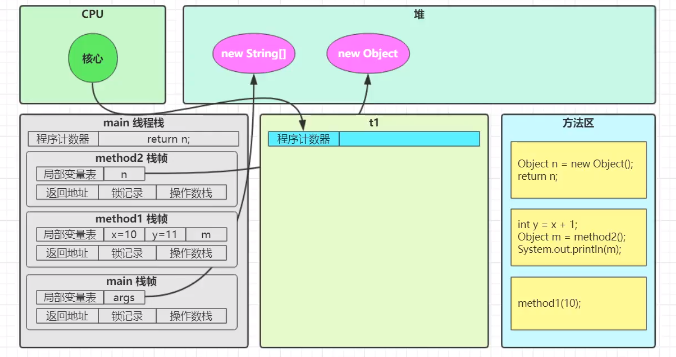 CPU
核心
堆
new String[]
new Object
main 线程栈
程序计数器
return n;
method2 栈帧
局部变量表
n
返回地址
锁记录
操作数栈
method1 栈帧
局部变量表
x=10
y=11
m
返回地址
锁记录
操作数栈
main 栈帧
局部变量表
args
返回地址
锁记录
操作数栈
t1
程序计数器
方法区
Object n = new Object();
return n;
int y = x + 1;
Object m = method2();
System.out.println(m);
method1(10);